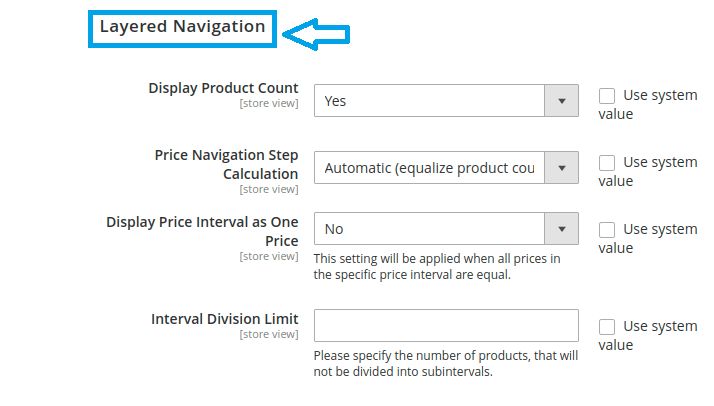 Layered Navigation
Display Product Count
[store view]
Yes
Use system
value
Price Navigation Step
Calculation
[store view]
Automatic (equalize product cou
Use system
value
Display Price Interval as One
Price
[store view]
No
This setting will be applied when all prices in
the specific price interval are equal.
Use system
value
Interval Division Limit
[store view]
Please specify the number of products, that will
not be divided into subintervals.
Use system
value